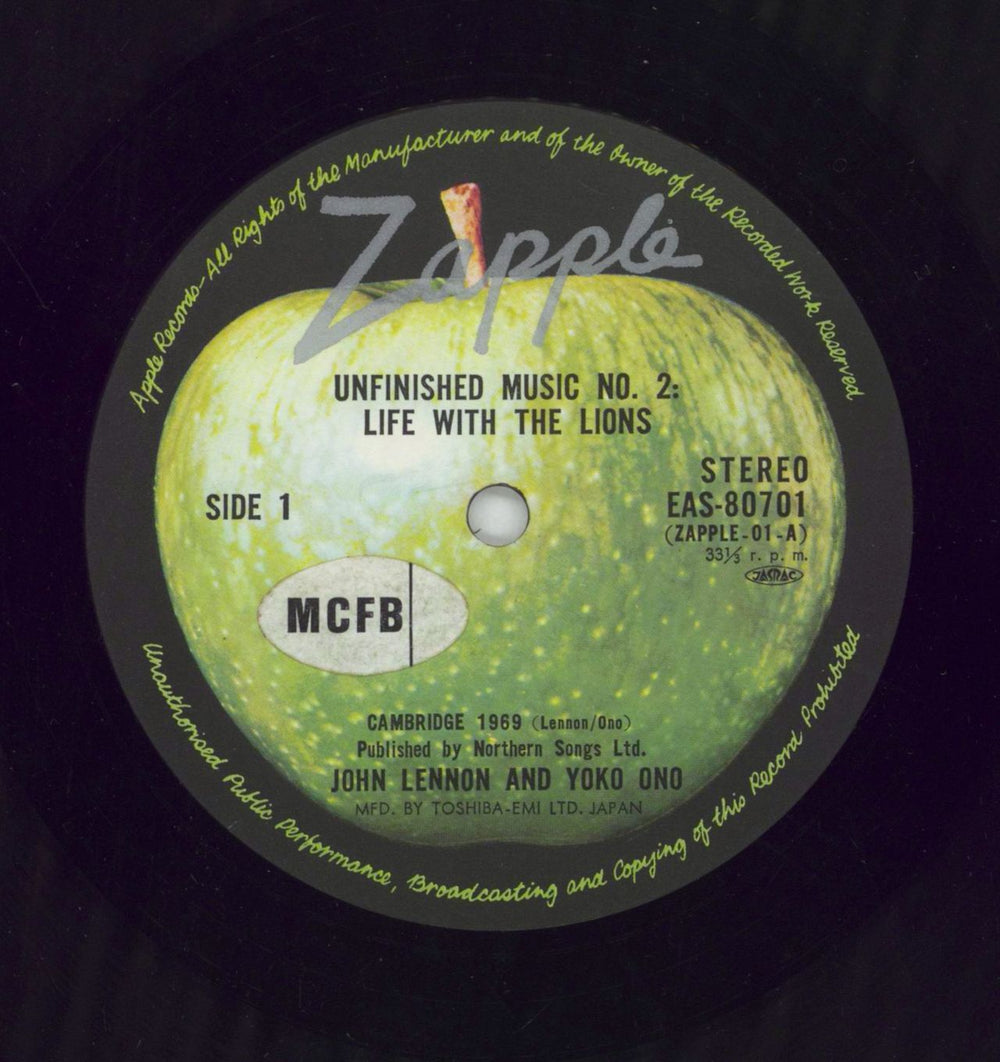 Apple Records-All Rights of the Manufacturer and of the Owner of the Recorded Work Reserved
Zapple
UNFINISHED MUSIC NO. 2:
LIFE WITH THE LIONS
STEREO
SIDE 1
EAS-80701
(ZAPPLE-01-A)
33⅓ r. p. m.
JASRAC
MCFB
CAMBRIDGE 1969 (Lennon/Ono)
Published by Northern Songs Ltd.
JOHN LENNON AND YOKO ONO
MFD. BY TOSHIBA-EMI LTD. JAPAN
Unauthorised Public Performance, Broadcasting and Copying of this Record Prohibited